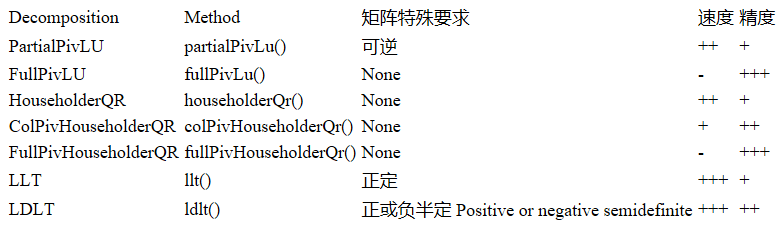 Decomposition Method 矩阵特殊要求 速度 精度
PartialPivLU partialPivLu() 可逆 ++ +
FullPivLU fullPivLu() None - +++
HouseholderQR householderQr() None ++ +
ColPivHouseholderQR colPivHouseholderQr() None + ++
FullPivHouseholderQR fullPivHouseholderQr() None - +++
LLT llt() 正定 +++ +
LDLT ldlt() 正或负半定 Positive or negative semidefinite +++ ++